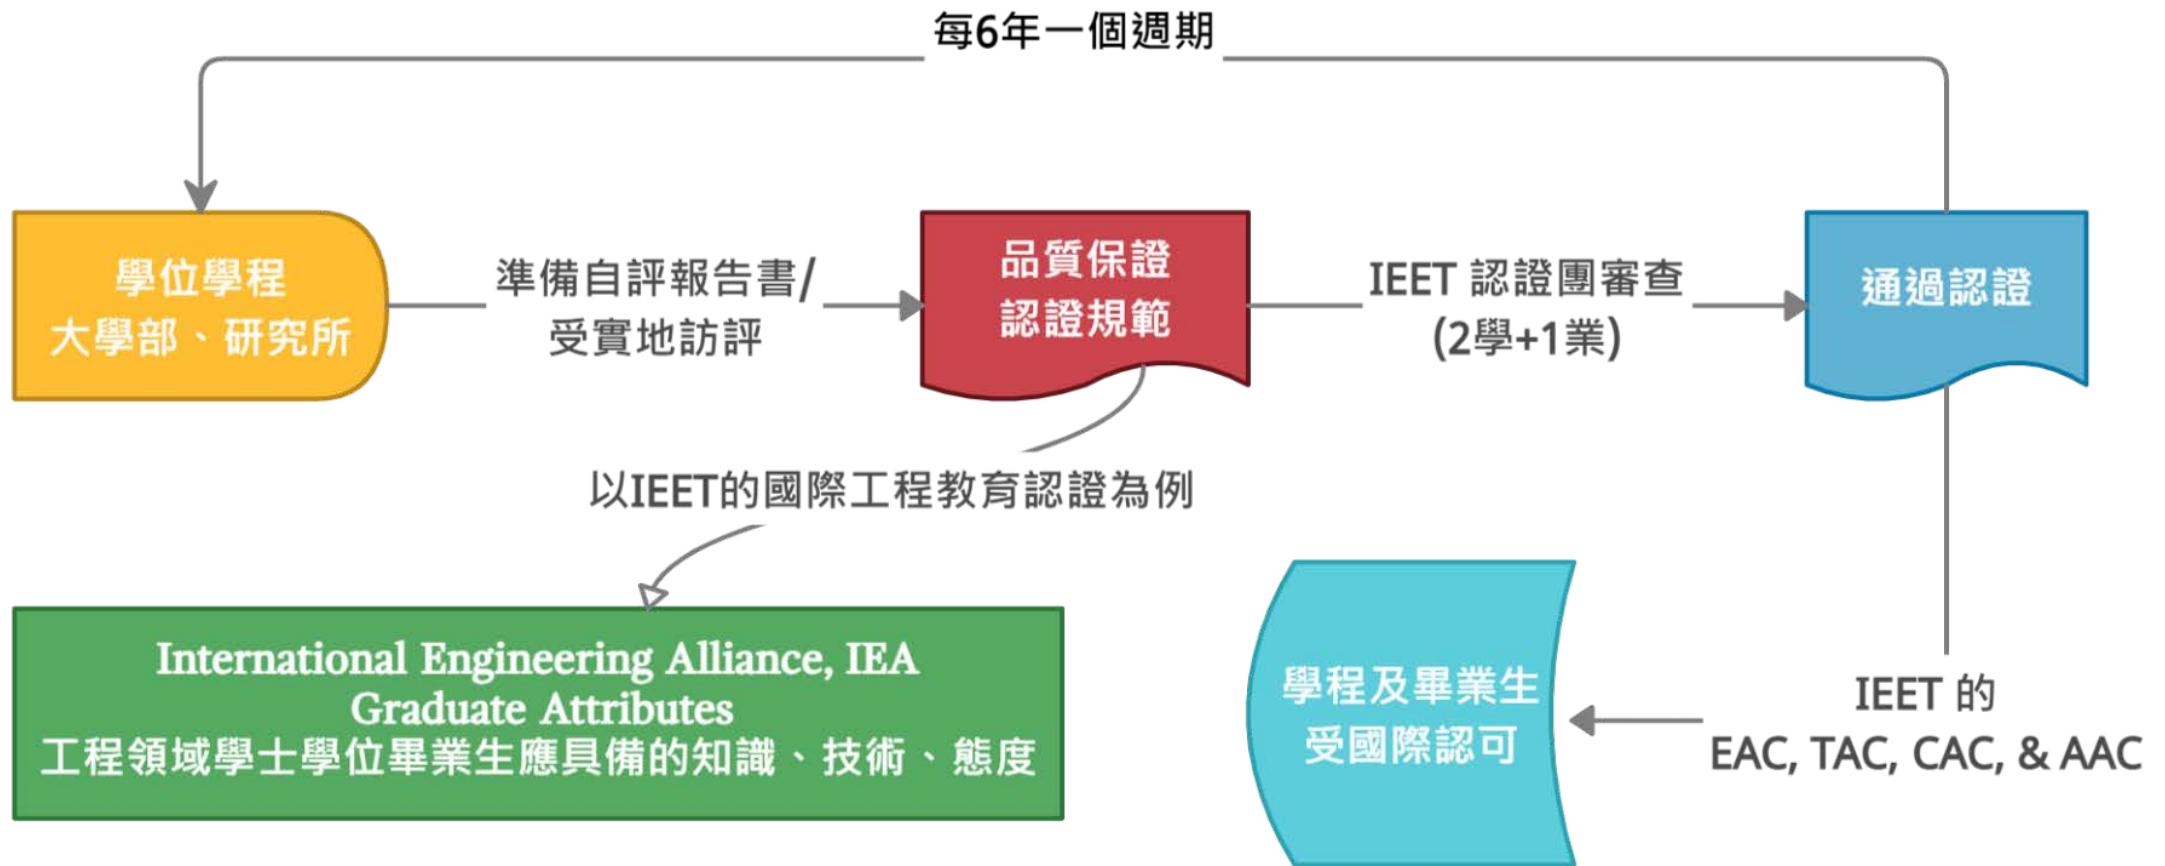 每6年一個週期
學位學程
大學部、研究所
準備自評報告書/
受實地訪評
品質保證
認證規範
IEET 認證團審查
(2學+1業)
通過認證
以IEET的國際工程教育認證為例
International Engineering Alliance, IEA
Graduate Attributes
工程領域學士學位畢業生應具備的知識、技術、態度
學程及畢業生
受國際認可
IEET 的
EAC, TAC, CAC, & AAC